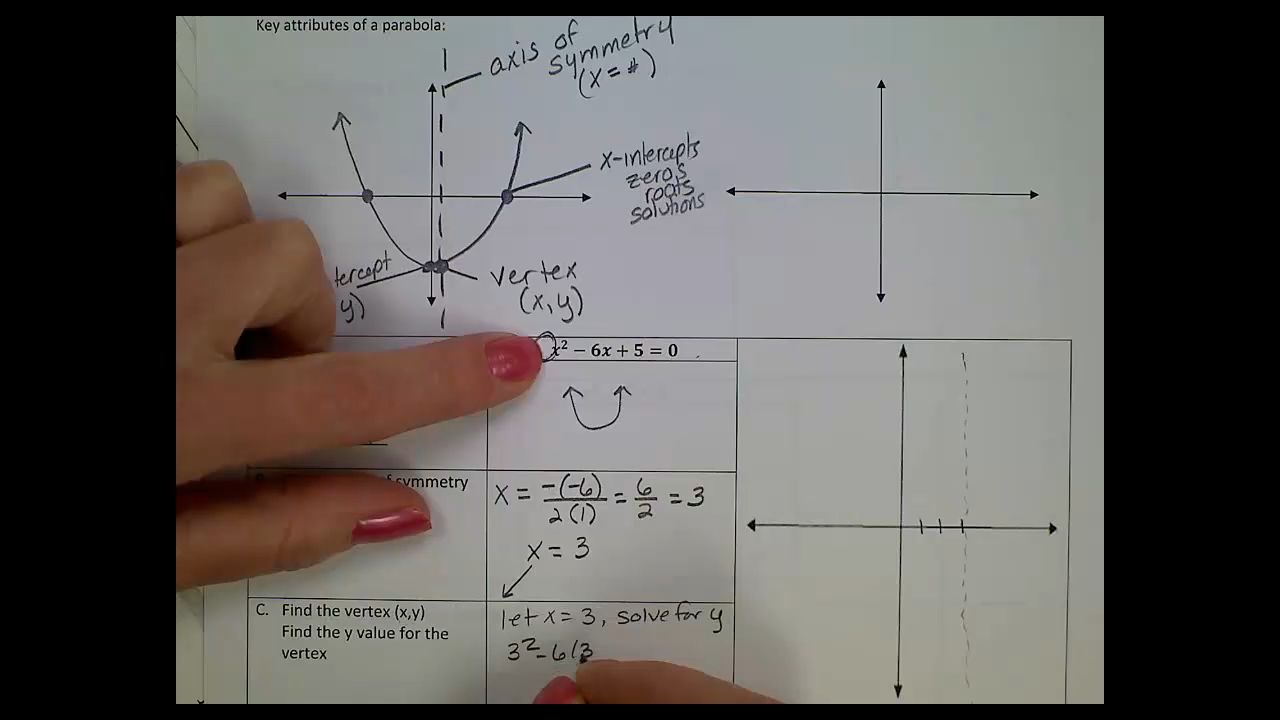 Key attributes of a parabola:
axis of
symmetry
(x = #)
x-intercepts
zeros
roots
solutions
vertex
(x, y)
tercept
y)
x² − 6x + 5 = 0
of symmetry
x = -(-6)/2(1) = 6/2 = 3
x = 3
C. Find the vertex (x,y)
Find the y value for the
vertex
let x = 3, solve for y
3² - 6(3